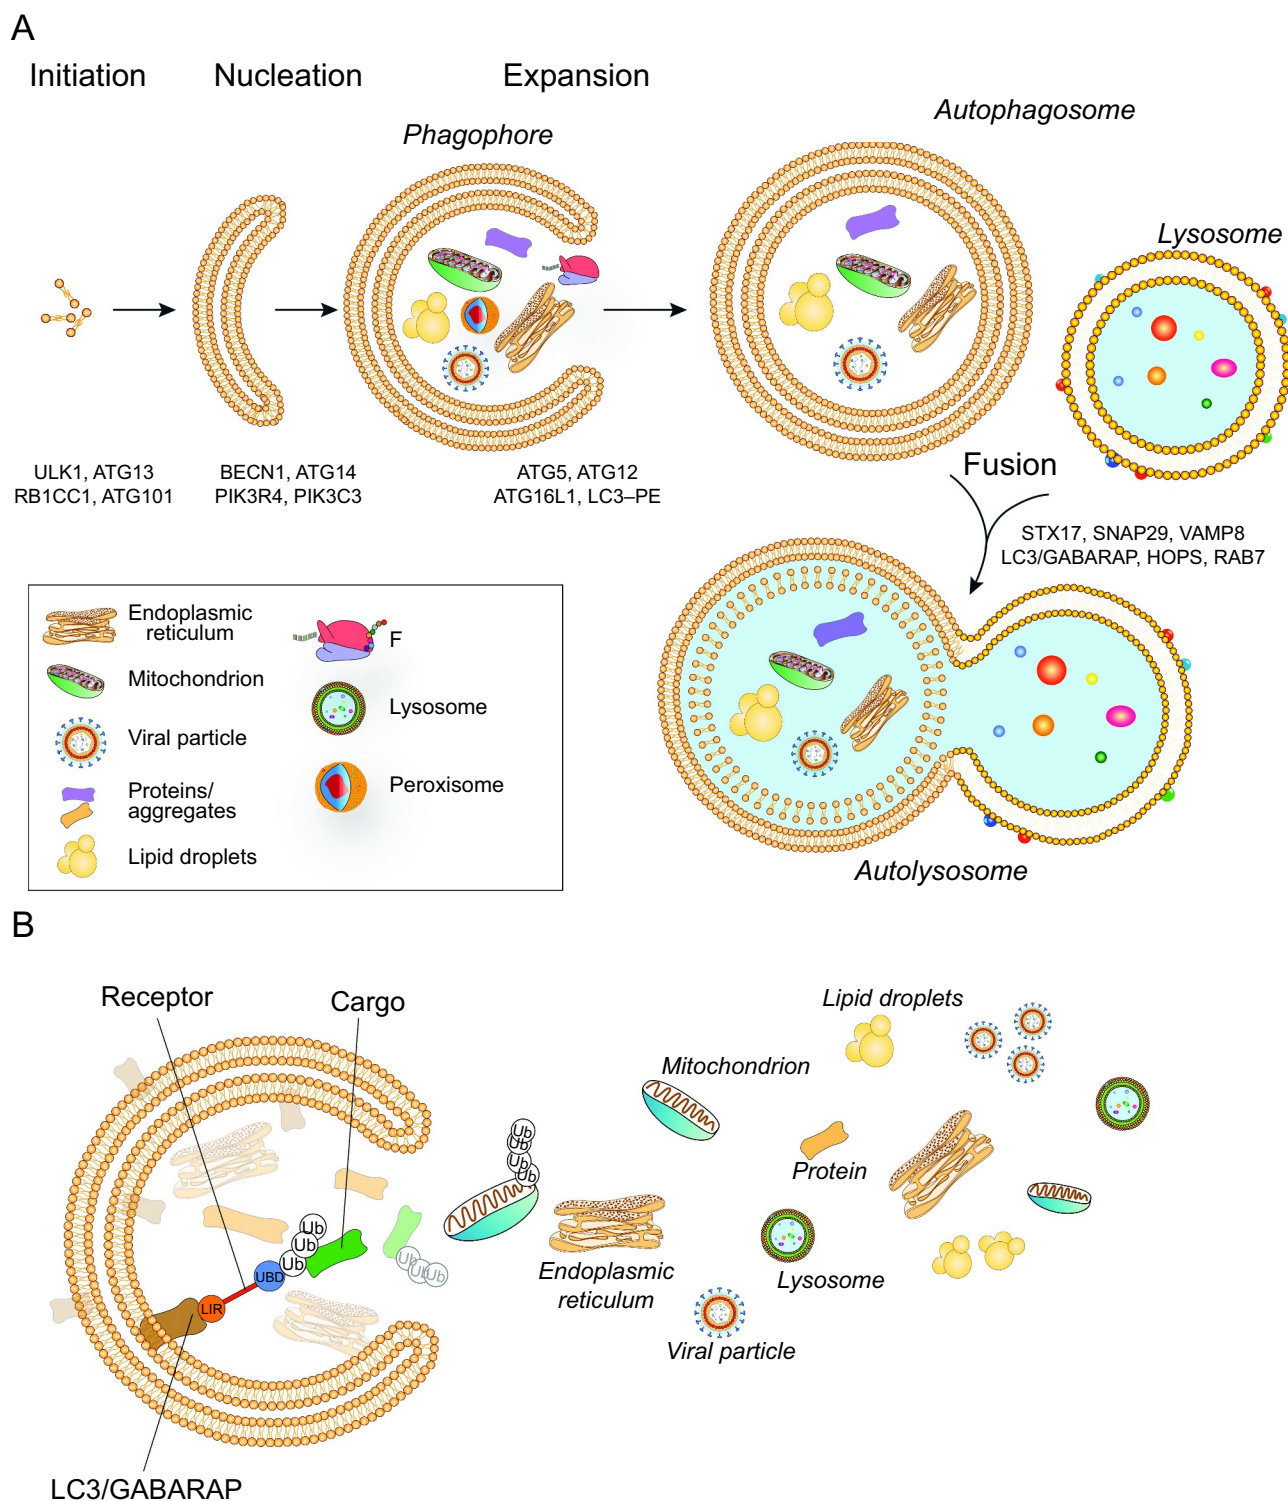 A
Initiation
Nucleation
Expansion
Phagophore
Autophagosome
Lysosome
ULK1, ATG13
RB1CC1, ATG101
BECN1, ATG14
PIK3R4, PIK3C3
ATG5, ATG12
ATG16L1, LC3–PE
Fusion
STX17, SNAP29, VAMP8
LC3/GABARAP, HOPS, RAB7
Endoplasmic
reticulum
Mitochondrion
Viral particle
Proteins/
aggregates
Lipid droplets
F
Lysosome
Peroxisome
Autolysosome
B
Receptor
Cargo
Lipid droplets
Mitochondrion
Protein
Ub
Ub
Ub
Ub
Ub
Ub
Ub
UBD
LIR
Ub
Ub
Ub
Endoplasmic
reticulum
Lysosome
Viral particle
LC3/GABARAP